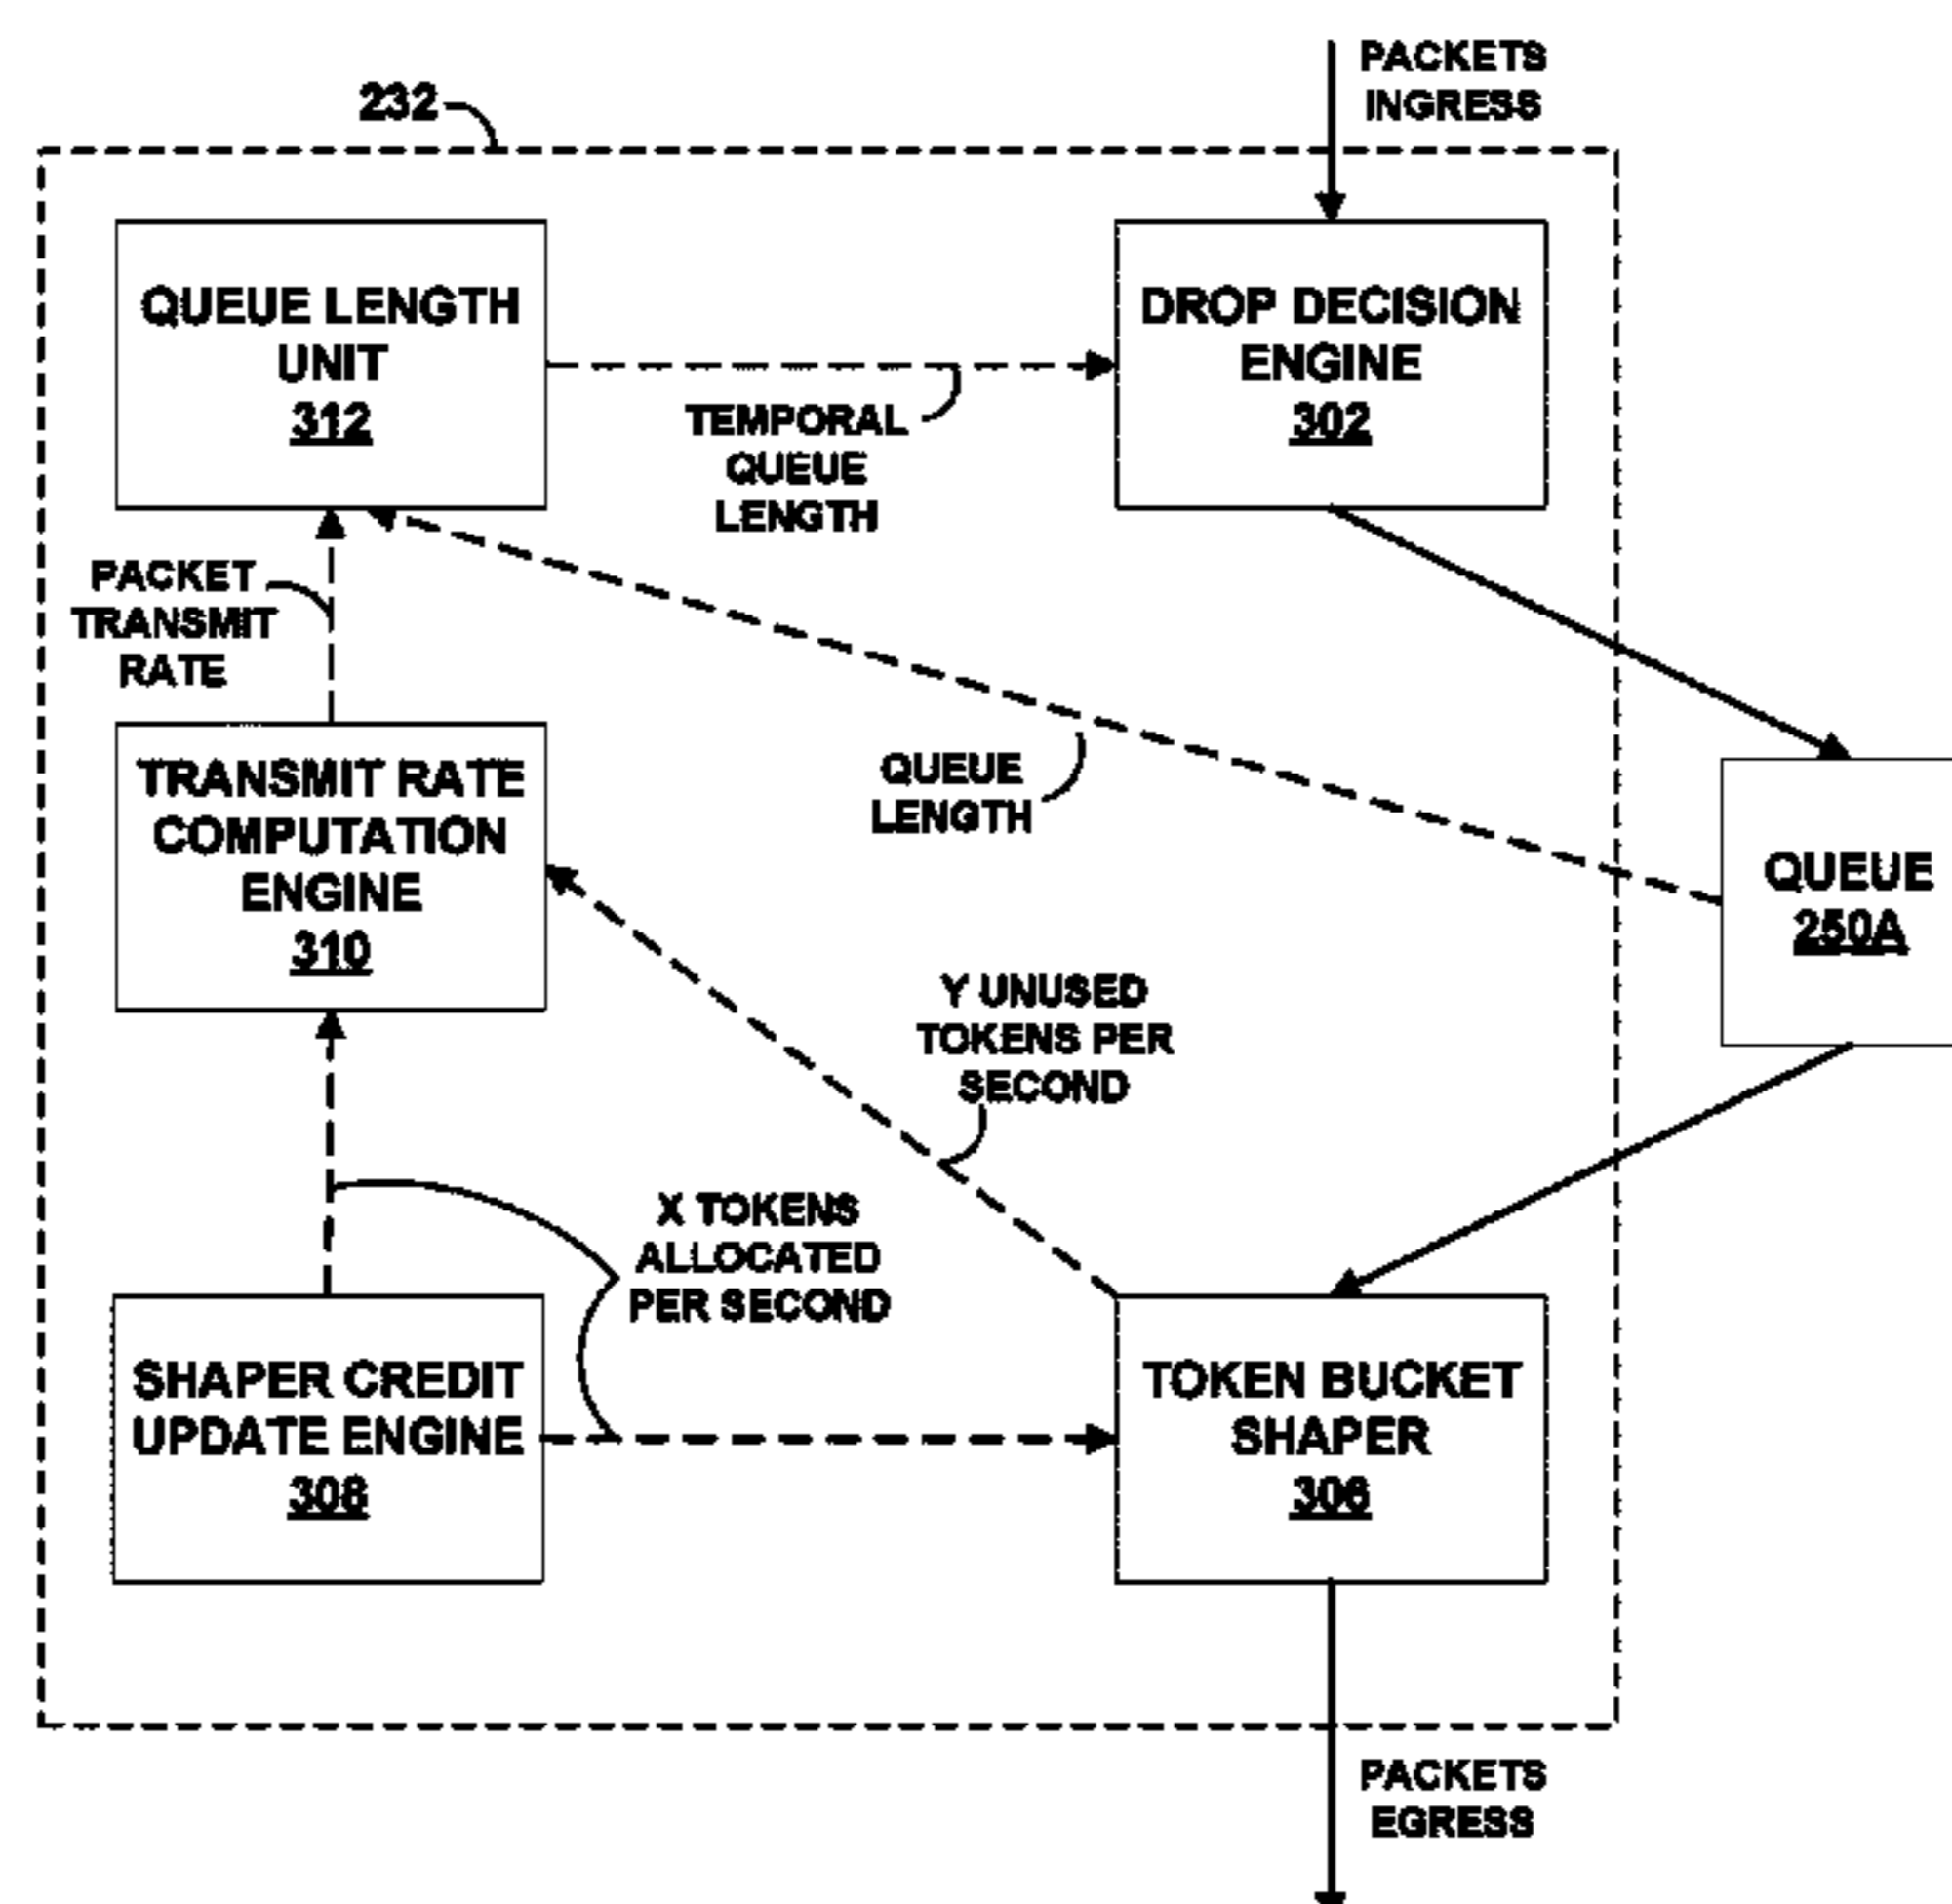 PACKETS
INGRESS
232
QUEUE LENGTH
UNIT
312
DROP DECISION
ENGINE
302
TEMPORAL
QUEUE
LENGTH
PACKET
TRANSMIT
RATE
TRANSMIT RATE
COMPUTATION
ENGINE
310
QUEUE
LENGTH
QUEUE
250A
Y UNUSED
TOKENS PER
SECOND
X TOKENS
ALLOCATED
PER SECOND
SHAPER CREDIT
UPDATE ENGINE
308
TOKEN BUCKET
SHAPER
306
PACKETS
EGRESS